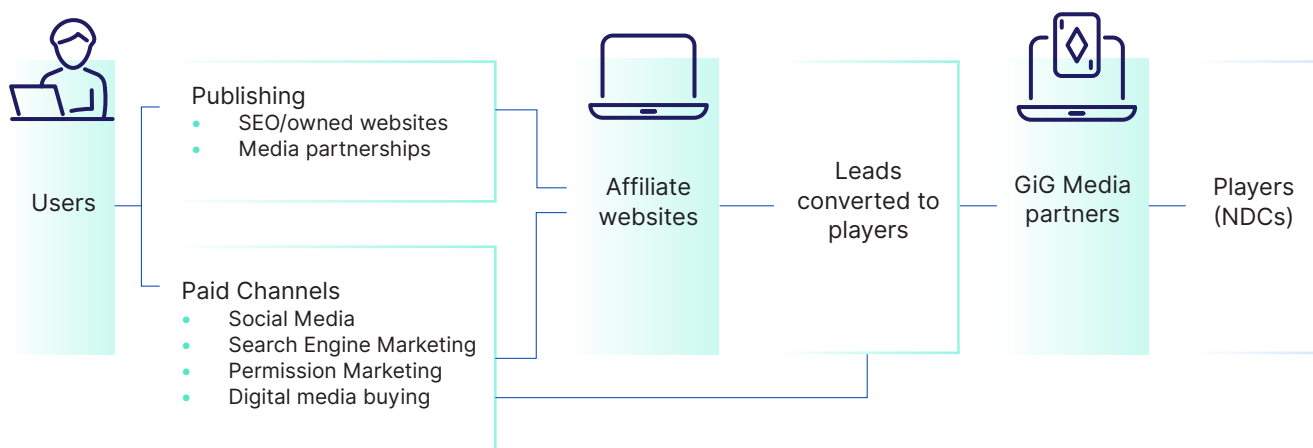 Users
Publishing
• SEO/owned websites
• Media partnerships
Paid Channels
• Social Media
• Search Engine Marketing
• Permission Marketing
• Digital media buying
Affiliate
websites
Leads
converted to
players
GiG Media
partners
Players
(NDCs)